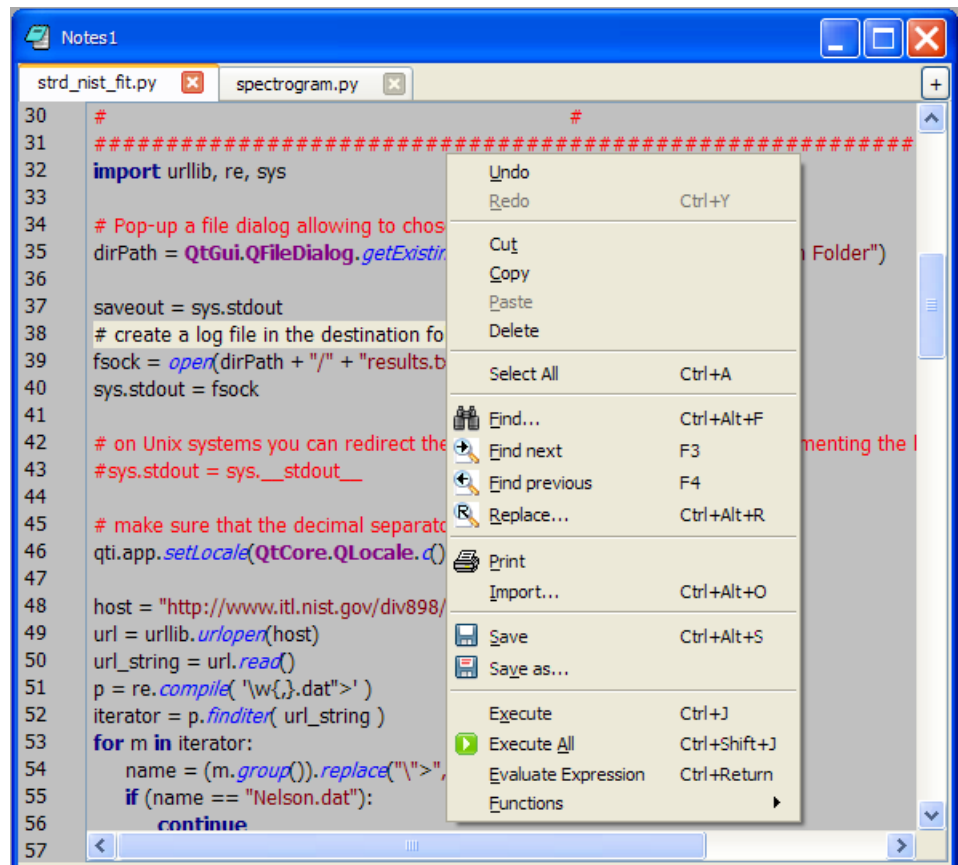 Notes1
strd_nist_fit.py spectrogram.py +
30 # #
31 #########################################################
32 import urllib, re, sys
33
34 # Pop-up a file dialog allowing to chos
35 dirPath = QtGui.QFileDialog.getExistin Folder")
36
37 saveout = sys.stdout
38 # create a log file in the destination fo
39 fsock = open(dirPath + "/" + "results.tx
40 sys.stdout = fsock
41
42 # on Unix systems you can redirect the menting the l
43 #sys.stdout = sys.__stdout__
44
45 # make sure that the decimal separato
46 qti.app.setLocale(QtCore.QLocale.c()
47
48 host = "http://www.itl.nist.gov/div898/
49 url = urllib.urlopen(host)
50 url_string = url.read()
51 p = re.compile( '\w{,}.dat">' )
52 iterator = p.finditer( url_string )
53 for m in iterator:
54 name = (m.group()).replace("\">",
55 if (name == "Nelson.dat"):
56 continue
57
Undo
Redo Ctrl+Y
Cut
Copy
Paste
Delete
Select All Ctrl+A
Find... Ctrl+Alt+F
Find next F3
Find previous F4
Replace... Ctrl+Alt+R
Print
Import... Ctrl+Alt+O
Save Ctrl+Alt+S
Save as...
Execute Ctrl+J
Execute All Ctrl+Shift+J
Evaluate Expression Ctrl+Return
Functions